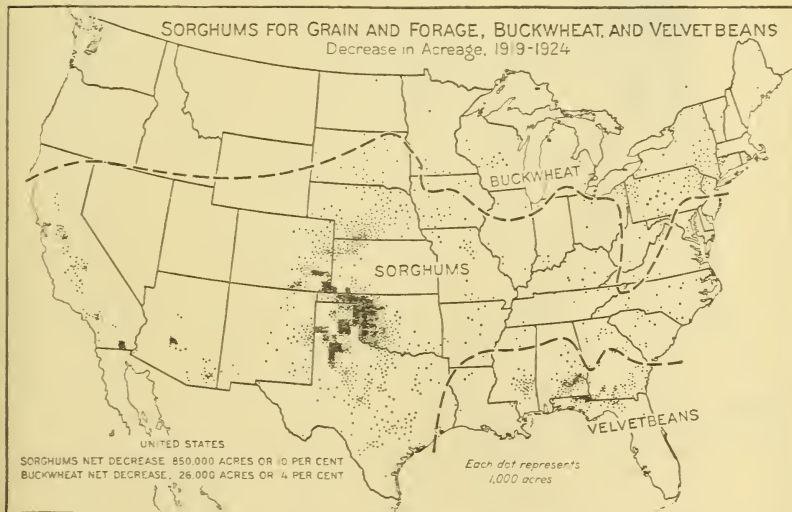 SORGHUMS FOR GRAIN AND FORAGE, BUCKWHEAT, AND VELVETBEANS
Decrease in Acreage, 1919-1924
BUCKWHEAT
SORGHUMS
VELVETBEANS
UNITED STATES
SORGHUMS NET DECREASE 850,000 ACRES OR 10 PER CENT
BUCKWHEAT NET DECREASE, 26,000 ACRES OR 4 PER CENT
Each dot represents
1,000 acres